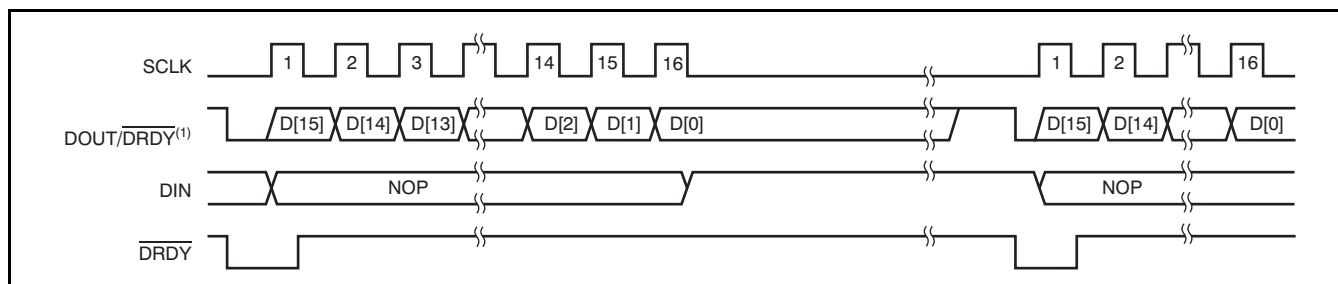 SCLK 1 2 3 14 15 16 1 2 16
DOUT/DRDY(1) D[15] D[14] D[13] D[2] D[1] D[0] D[15] D[14] D[0]
DIN NOP NOP
DRDY